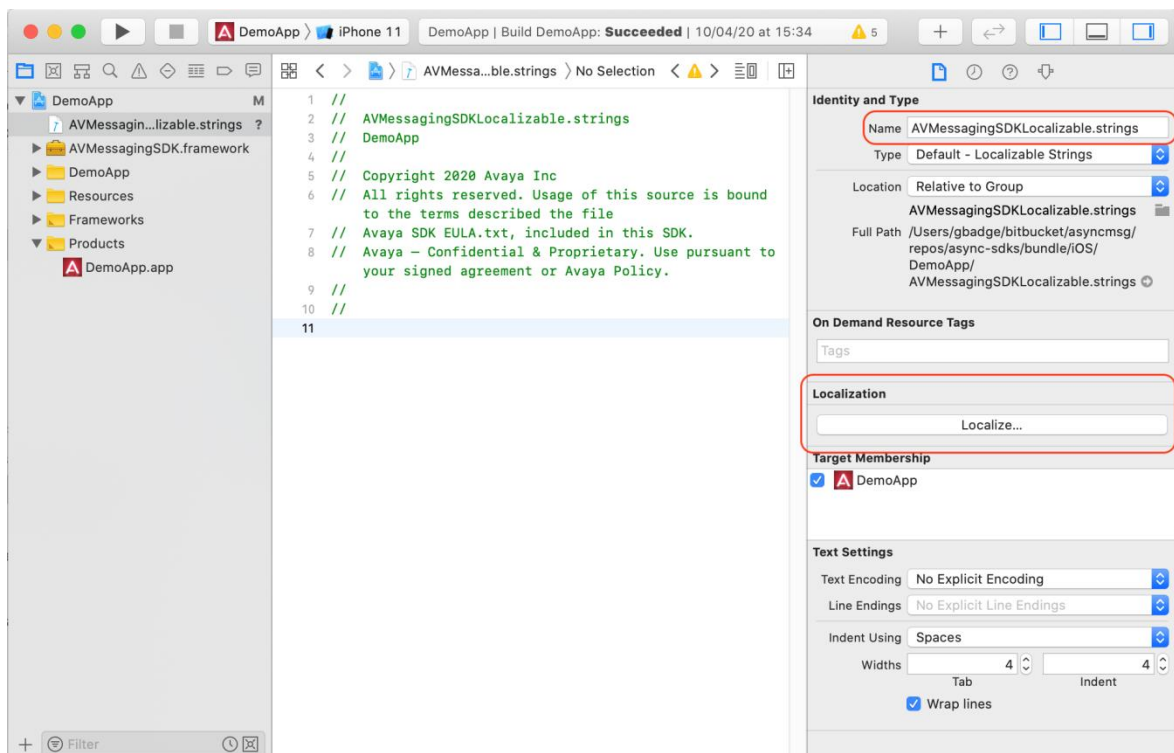 DemoApp 〉 iPhone 11
DemoApp | Build DemoApp: Succeeded | 10/04/20 at 15:34
5
AVMessa...ble.strings 〉 No Selection
DemoApp M
AVMessagin...lizable.strings ?
AVMessagingSDK.framework
DemoApp
Resources
Frameworks
Products
DemoApp.app
Filter
1 //
2 // AVMessagingSDKLocalizable.strings
3 // DemoApp
4 //
5 // Copyright 2020 Avaya Inc
6 // All rights reserved. Usage of this source is bound
to the terms described the file
7 // Avaya SDK EULA.txt, included in this SDK.
8 // Avaya – Confidential & Proprietary. Use pursuant to
your signed agreement or Avaya Policy.
9 //
10 //
11
Identity and Type
Name AVMessagingSDKLocalizable.strings
Type Default - Localizable Strings
Location Relative to Group
AVMessagingSDKLocalizable.strings
Full Path /Users/gbadge/bitbucket/asyncmsg/
repos/async-sdks/bundle/iOS/
DemoApp/
AVMessagingSDKLocalizable.strings
On Demand Resource Tags
Tags
Localization
Localize...
Target Membership
DemoApp
Text Settings
Text Encoding No Explicit Encoding
Line Endings No Explicit Line Endings
Indent Using Spaces
Widths 4 4
Tab Indent
Wrap lines